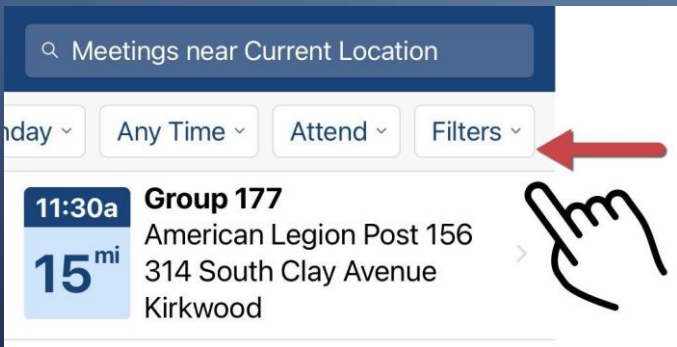 Meetings near Current Location
nday Any Time Attend Filters
11:30a Group 177
American Legion Post 156
15 mi 314 South Clay Avenue
Kirkwood